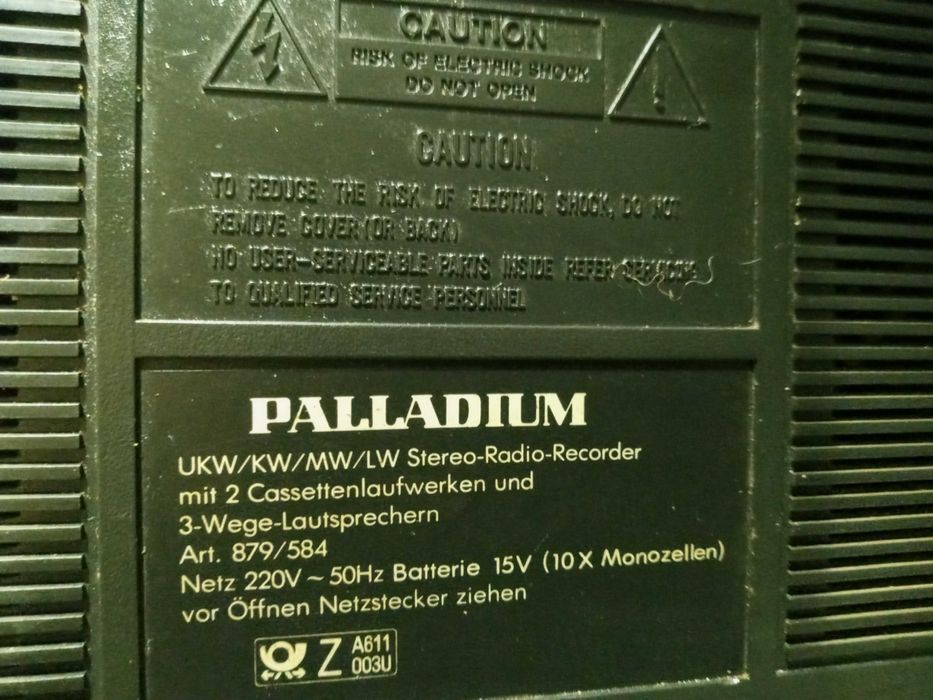 CAUTION
RISK OF ELECTRIC SHOCK
DO NOT OPEN
!
CAUTION
TO REDUCE THE RISK OF ELECTRIC SHOCK, DO NOT
REMOVE COVER (OR BACK)
NO USER-SERVICEABLE PARTS INSIDE REFER SERVICING
TO QUALIFIED SERVICE PERSONNEL
PALLADIUM
UKW/KW/MW/LW Stereo-Radio-Recorder
mit 2 Cassettenlaufwerken und
3-Wege-Lautsprechern
Art. 879/584
Netz 220V ~ 50Hz Batterie 15V (10 X Monozellen)
vor Öffnen Netzstecker ziehen
Z A611
003U